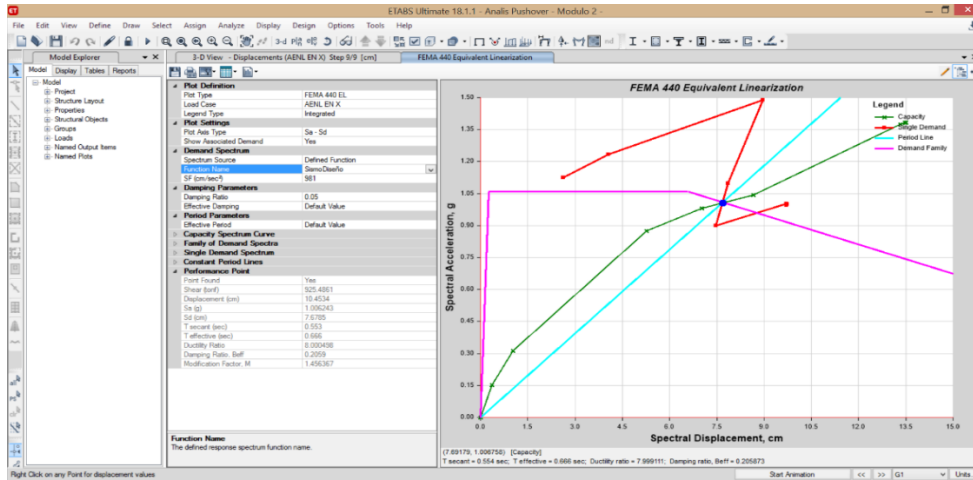 ETABS Ultimate 18.1.1 - Analis Pushover - Modulo 2 -
File Edit View Define Draw Select Assign Analyze Display Design Options Tools Help
Model Explorer
3-D View - Displacements (AENL EN X) Step 9/9 [cm]
FEMA 440 Equivalent Linearization
Model Display Tables Reports
Model
Project
Structure Layout
Properties
Structural Objects
Groups
Loads
Named Output Items
Named Plots
Plot Definition
Plot Type FEMA 440 EL
Load Case AENL EN X
Legend Type Integrated
Plot Settings
Plot Axis Type Sa - Sd
Show Associated Demand Yes
Demand Spectrum
Spectrum Source Defined Function
Function Name SismoDiseño
SF (cm/sec²) 981
Damping Parameters
Damping Ratio 0.05
Effective Damping Default Value
Period Parameters
Effective Period Default Value
Capacity Spectrum Curve
Family of Demand Spectra
Single Demand Spectrum
Constant Period Lines
Performance Point
Point Found Yes
Shear (tonf) 925.4861
Displacement (cm) 10.4534
Sa (g) 1.006243
Sd (cm) 7.6785
T secant (sec) 0.553
T effective (sec) 0.666
Ductility Ratio 8.000498
Damping Ratio, Beff 0.2059
Modification Factor, M 1.456367
Function Name
The defined response spectrum function name.
FEMA 440 Equivalent Linearization
Legend
Capacity
Single Demand
Period Line
Demand Family
Spectral Acceleration, g
1.50
1.35
1.20
1.05
0.90
0.75
0.60
0.45
0.30
0.15
0.00
0.0 1.5 3.0 4.5 6.0 7.5 9.0 10.5 12.0 13.5 15.0
Spectral Displacement, cm
(7.69179, 1.006758) [Capacity]
T secant = 0.554 sec; T effective = 0.666 sec; Ductility ratio = 7.999111; Damping ratio, Beff = 0.205873
Right Click on any Point for displacement values
Start Animation << >> G1 Units